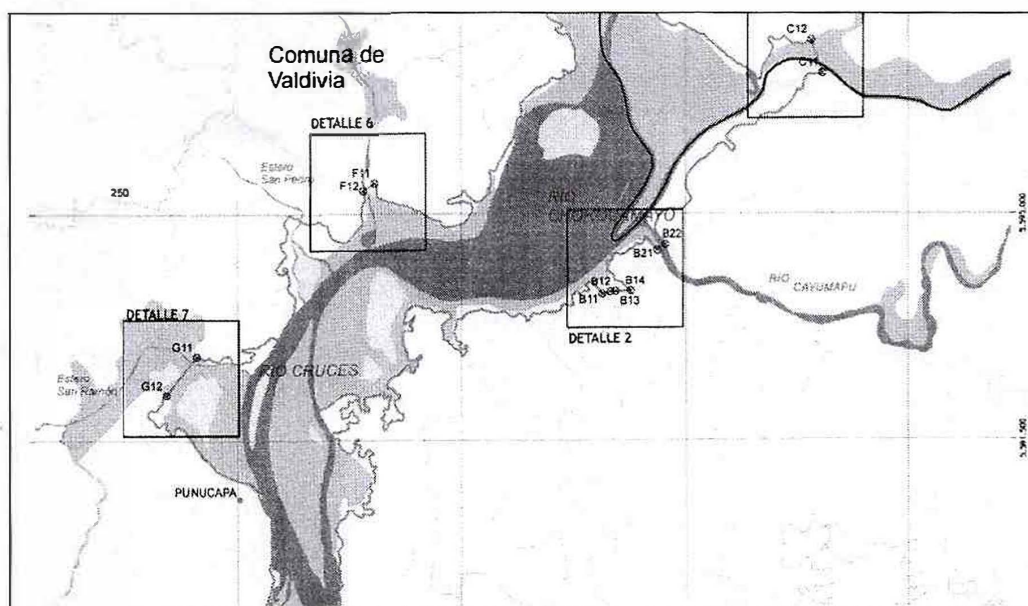 Comuna de
Valdivia
C12
C11
DETALLE 6
Estero
San Pedro
F11
F12
250
RIO
B22
B21
B12
B14
B11
B13
RIO
CAYUMAPU
DETALLE 2
DETALLE 7
G11
RIO CRUCES
Estero
San Ramón
G12
PUNUCAPA